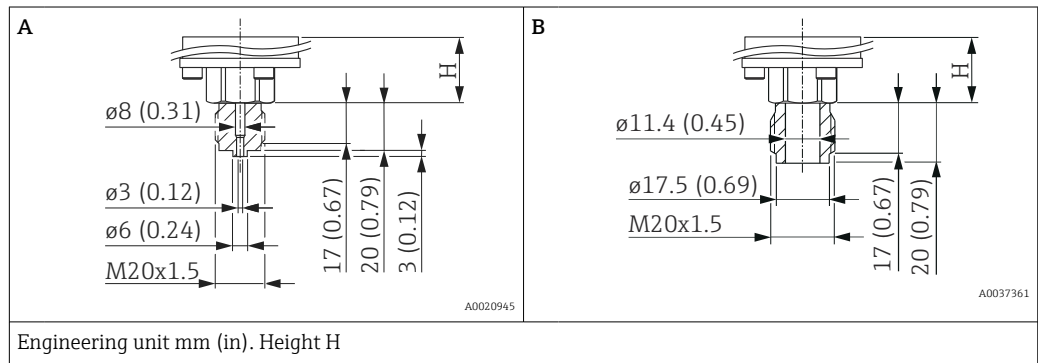 A
H
ø8 (0.31)
ø3 (0.12)
ø6 (0.24)
M20x1.5
17 (0.67)
20 (0.79)
3 (0.12)
A0020945
B
H
ø11.4 (0.45)
ø17.5 (0.69)
M20x1.5
17 (0.67)
20 (0.79)
A0037361
Engineering unit mm (in). Height H